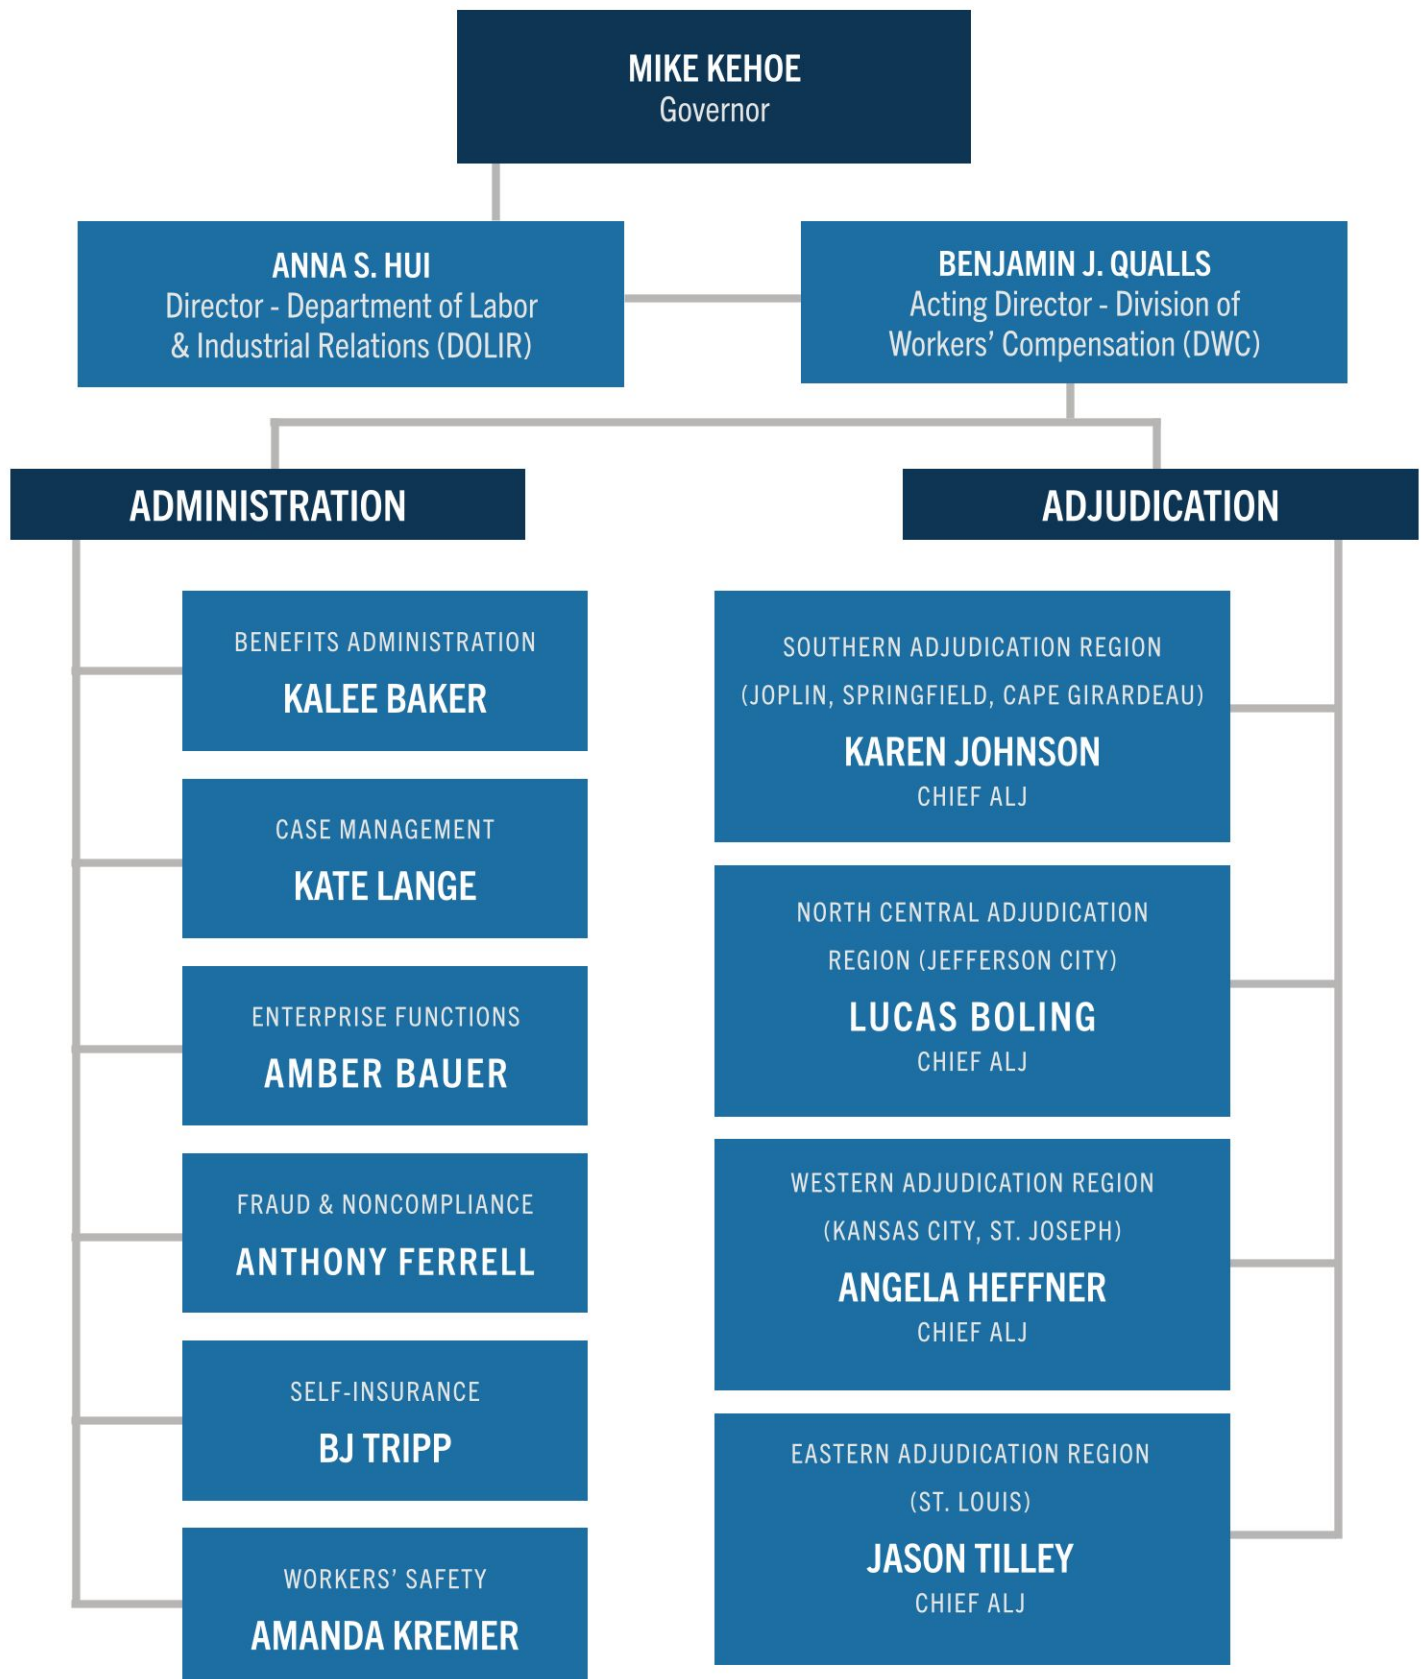 MIKE KEHOE
Governor
ANNA S. HUI
Director - Department of Labor
& Industrial Relations (DOLIR)
BENJAMIN J. QUALLS
Acting Director - Division of
Workers’ Compensation (DWC)
ADMINISTRATION
BENEFITS ADMINISTRATION
KALEE BAKER
CASE MANAGEMENT
KATE LANGE
ENTERPRISE FUNCTIONS
AMBER BAUER
FRAUD & NONCOMPLIANCE
ANTHONY FERRELL
SELF-INSURANCE
BJ TRIPP
WORKERS’ SAFETY
AMANDA KREMER
ADJUDICATION
SOUTHERN ADJUDICATION REGION
(JOPLIN, SPRINGFIELD, CAPE GIRARDEAU)
KAREN JOHNSON
CHIEF ALJ
NORTH CENTRAL ADJUDICATION
REGION (JEFFERSON CITY)
LUCAS BOLING
CHIEF ALJ
WESTERN ADJUDICATION REGION
(KANSAS CITY, ST. JOSEPH)
ANGELA HEFFNER
CHIEF ALJ
EASTERN ADJUDICATION REGION
(ST. LOUIS)
JASON TILLEY
CHIEF ALJ